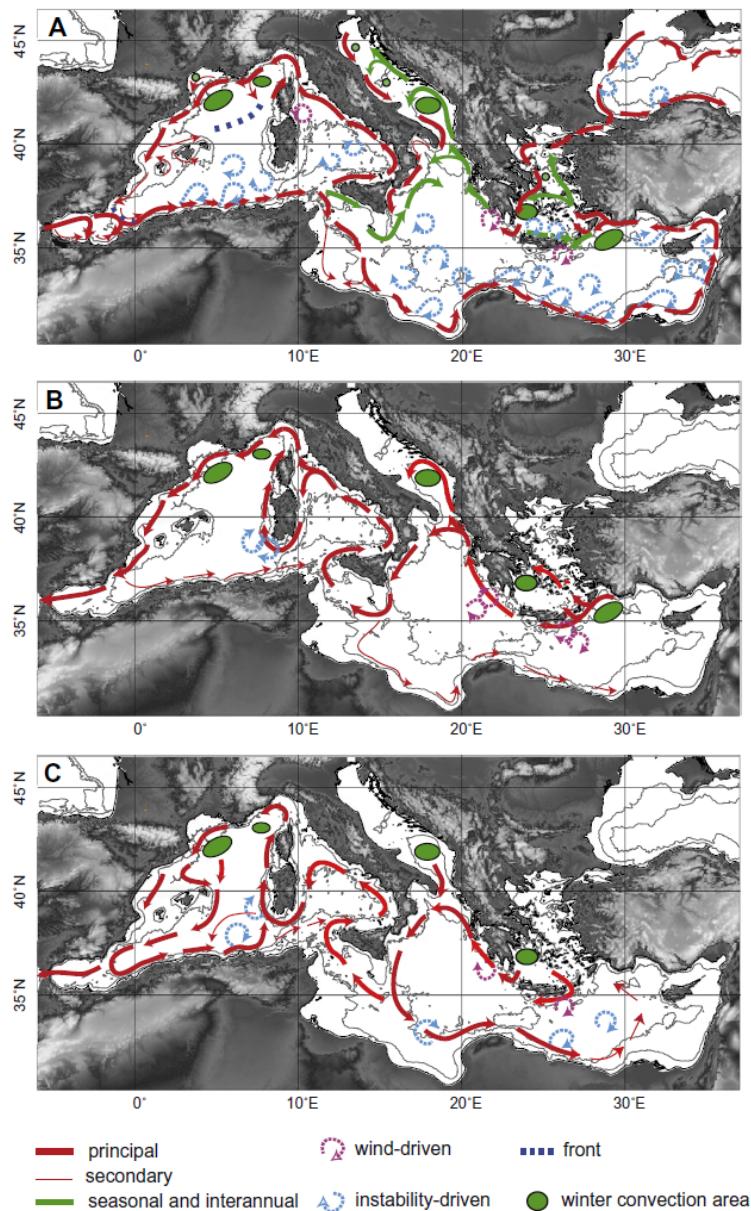 A
45°N
40°N
35°N
0° 10°E 20°E 30°E
B
45°N
40°N
35°N
0° 10°E 20°E 30°E
C
45°N
40°N
35°N
0° 10°E 20°E 30°E
principal wind-driven front
secondary
seasonal and interannual instability-driven winter convection area